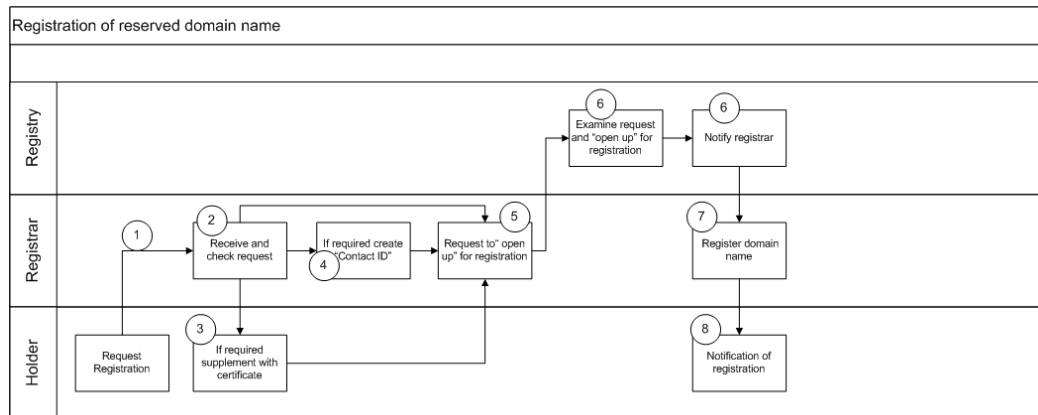 Registration of reserved domain name
Registry
6
Examine request
and "open up" for
registration
6
Notify registrar
Registrar
1
2
Receive and
check request
If required create
"Contact ID"
4
5
Request to" open
up" for registration
7
Register domain
name
Holder
Request
Registration
3
If required
supplement with
certificate
8
Notification of
registration